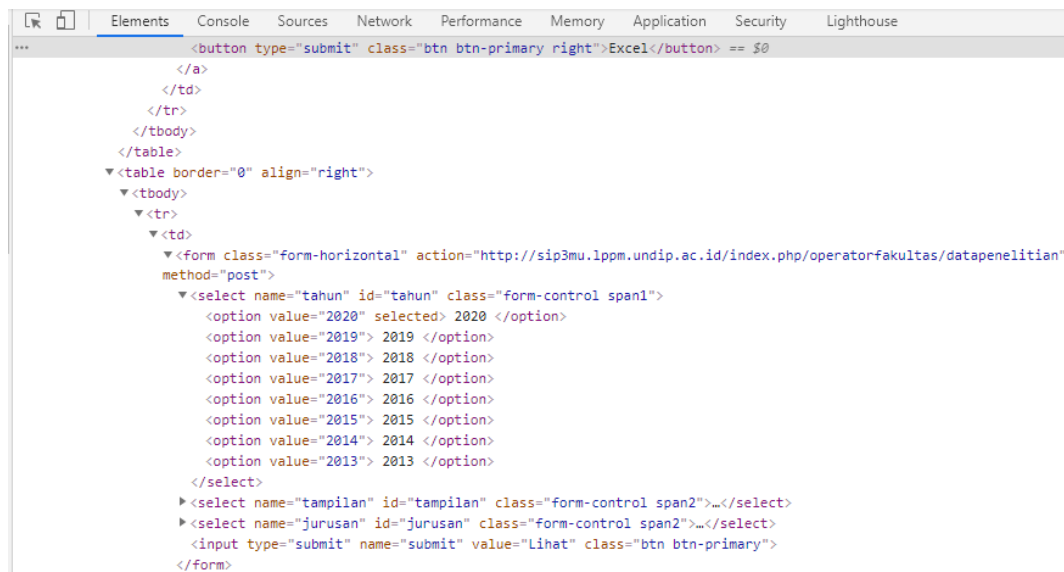 Elements Console Sources Network Performance Memory Application Security Lighthouse
... <button type="submit" class="btn btn-primary right">Excel</button> == $0
</a>
</td>
</tr>
</tbody>
</table>
▼<table border="0" align="right">
▼<tbody>
▼<tr>
▼<td>
▼<form class="form-horizontal" action="http://sip3mu.lppm.undip.ac.id/index.php/operatorfakultas/datapenelitian"
method="post">
▼<select name="tahun" id="tahun" class="form-control span1">
<option value="2020" selected> 2020 </option>
<option value="2019"> 2019 </option>
<option value="2018"> 2018 </option>
<option value="2017"> 2017 </option>
<option value="2016"> 2016 </option>
<option value="2015"> 2015 </option>
<option value="2014"> 2014 </option>
<option value="2013"> 2013 </option>
</select>
▶<select name="tampilan" id="tampilan" class="form-control span2">…</select>
▶<select name="jurusan" id="jurusan" class="form-control span2">…</select>
<input type="submit" name="submit" value="Lihat" class="btn btn-primary">
</form>